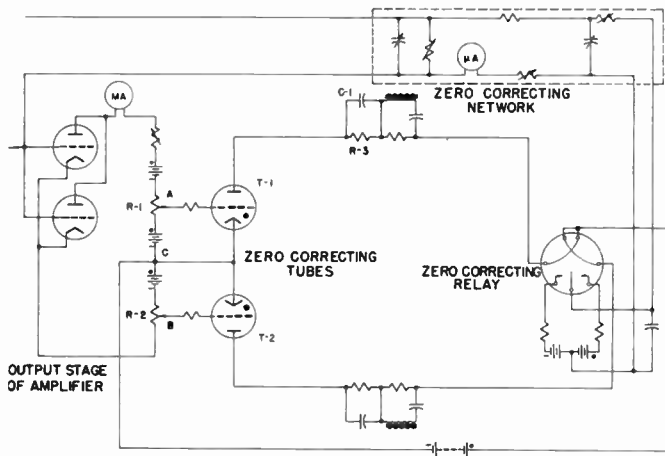 ZERO CORRECTING
NETWORK
µA
MA
C-1
R-3
T-1
A
R-1
C
ZERO CORRECTING
TUBES
ZERO CORRECTING
RELAY
R-2
B
T-2
OUTPUT STAGE
OF AMPLIFIER